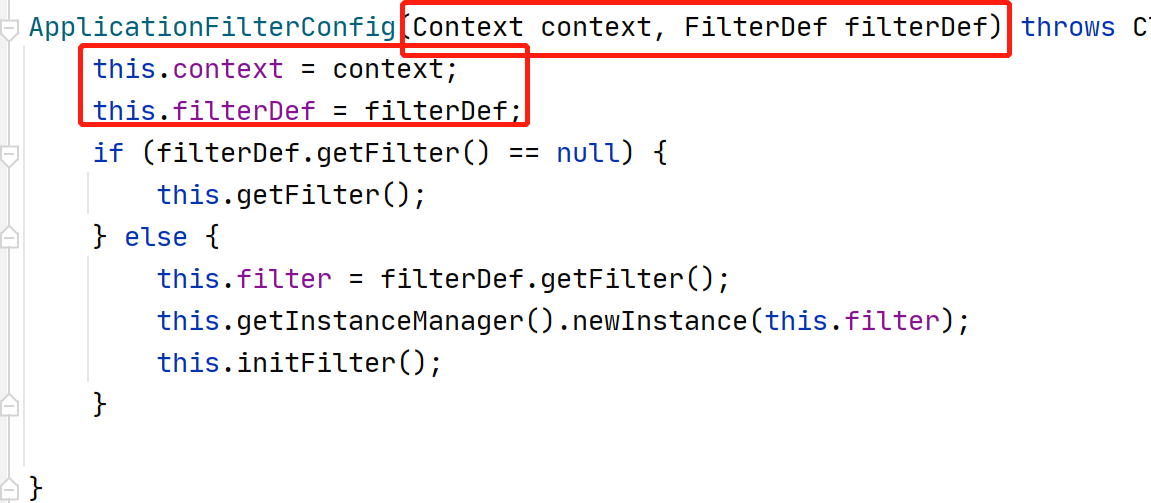 ApplicationFilterConfig(Context context, FilterDef filterDef) throws
this.context = context;
this.filterDef = filterDef;
if (filterDef.getFilter() == null) {
this.getFilter();
} else {
this.filter = filterDef.getFilter();
this.getInstanceManager().newInstance(this.filter);
this.initFilter();
}
}